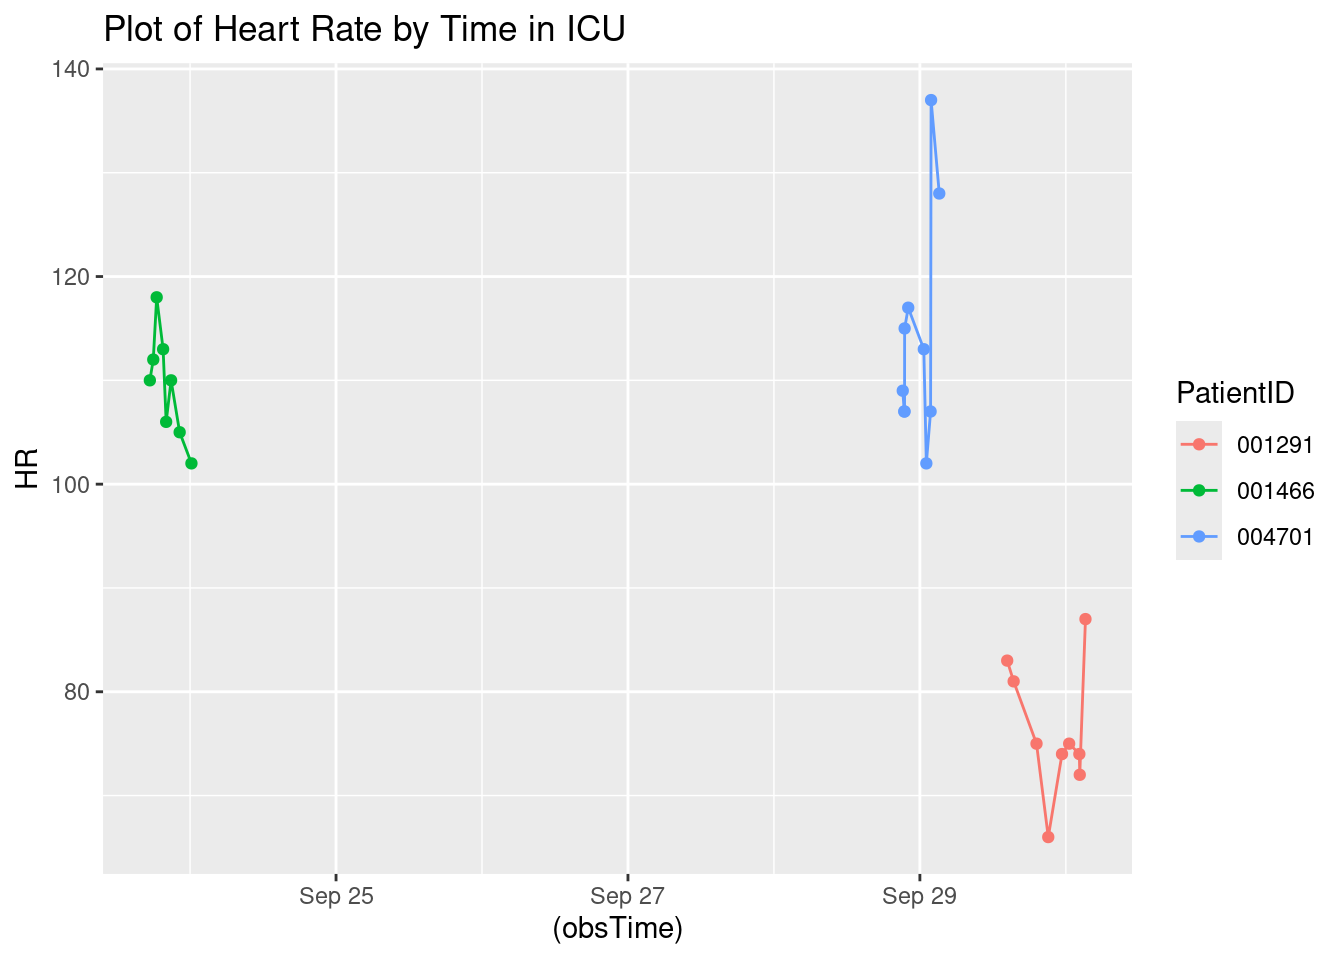 Plot of Heart Rate by Time in ICU
140
120
100
80
HR
Sep 25
Sep 27
Sep 29
(obsTime)
PatientID
001291
001466
004701